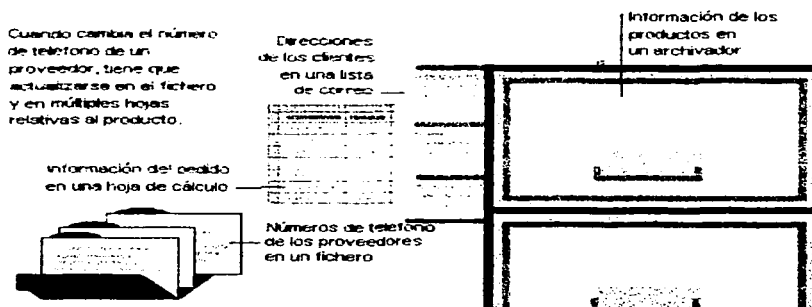 Cuando cambia el número
de teléfono de un
proveedor, tiene que
actualizarse en el fichero
y en múltiples hojas
relativas al producto.
Direcciones
de los clientes
en una lista
de correo
Información de los
productos en
un archivador
Información del pedido
en una hoja de cálculo
Números de teléfono
de los proveedores
en un fichero